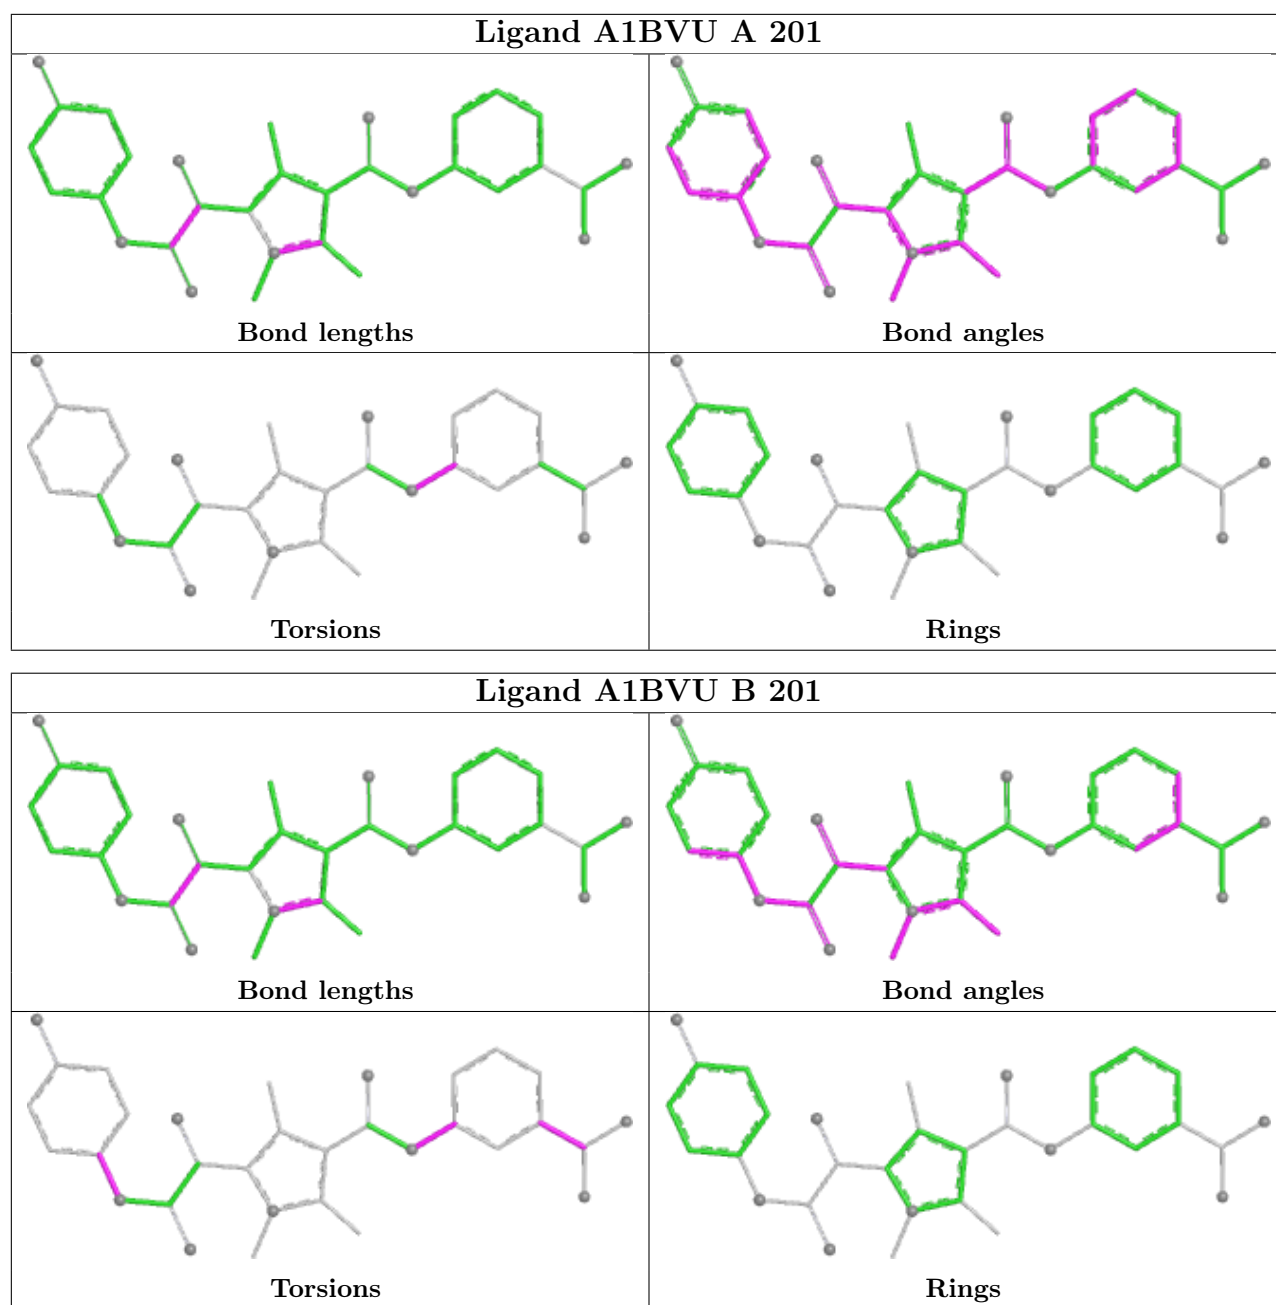 Ligand A1BVU A 201
Bond lengths
Bond angles
Torsions
Rings
Ligand A1BVU B 201
Bond lengths
Bond angles
Torsions
Rings